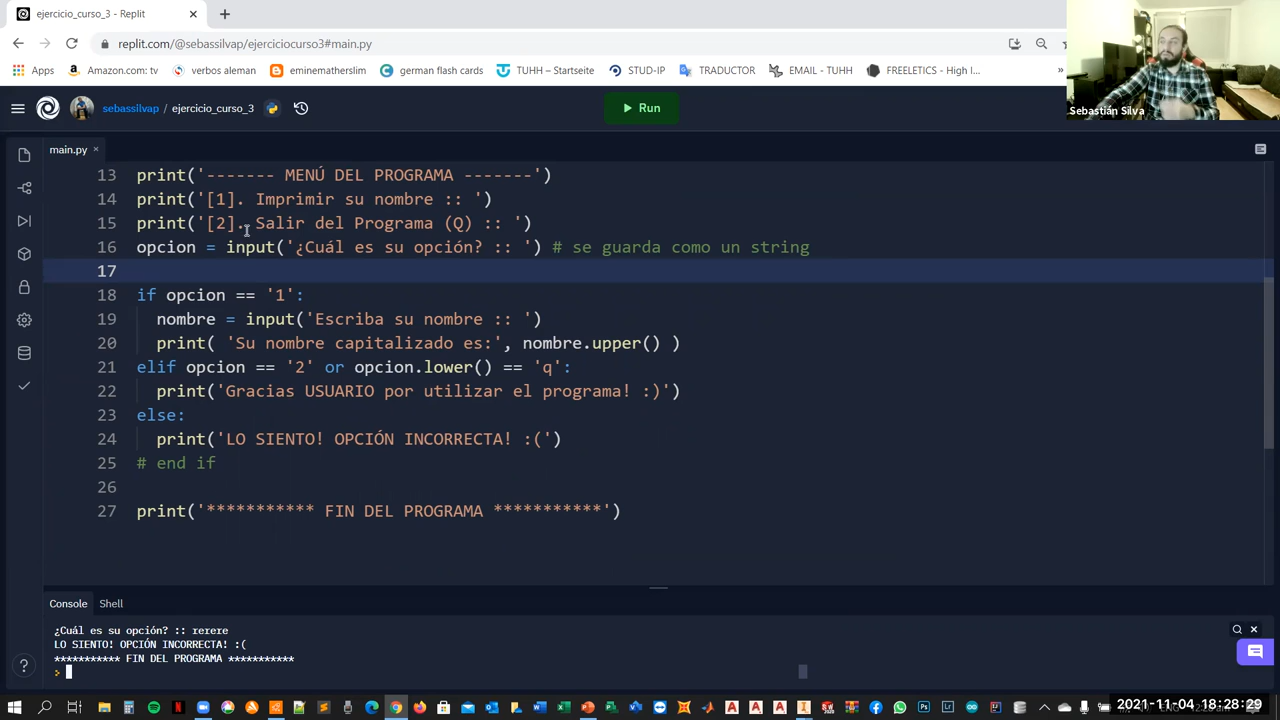 ejercicio_curso_3 - Replit
replit.com/@sebassilvap/ejerciciocurso3#main.py
Apps Amazon.com: tv verbos aleman eminematherslim german flash cards TUHH – Startseite STUD-IP TRADUCTOR EMAIL - TUHH FREELETICS - High I... »
Sebastián Silva
sebassilvap / ejercicio_curso_3 Run
main.py
13 print('------- MENÚ DEL PROGRAMA -------')
14 print('[1]. Imprimir su nombre :: ')
15 print('[2]. Salir del Programa (Q) :: ')
16 opcion = input('¿Cuál es su opción? :: ') # se guarda como un string
17
18 if opcion == '1':
19 nombre = input('Escriba su nombre :: ')
20 print( 'Su nombre capitalizado es:', nombre.upper() )
21 elif opcion == '2' or opcion.lower() == 'q':
22 print('Gracias USUARIO por utilizar el programa! :)')
23 else:
24 print('LO SIENTO! OPCIÓN INCORRECTA! :(')
25 # end if
26
27 print('*********** FIN DEL PROGRAMA ***********')
Console Shell
¿Cuál es su opción? :: rerere
LO SIENTO! OPCIÓN INCORRECTA! :(
*********** FIN DEL PROGRAMA ***********
>
2021-11-04 18:28:29